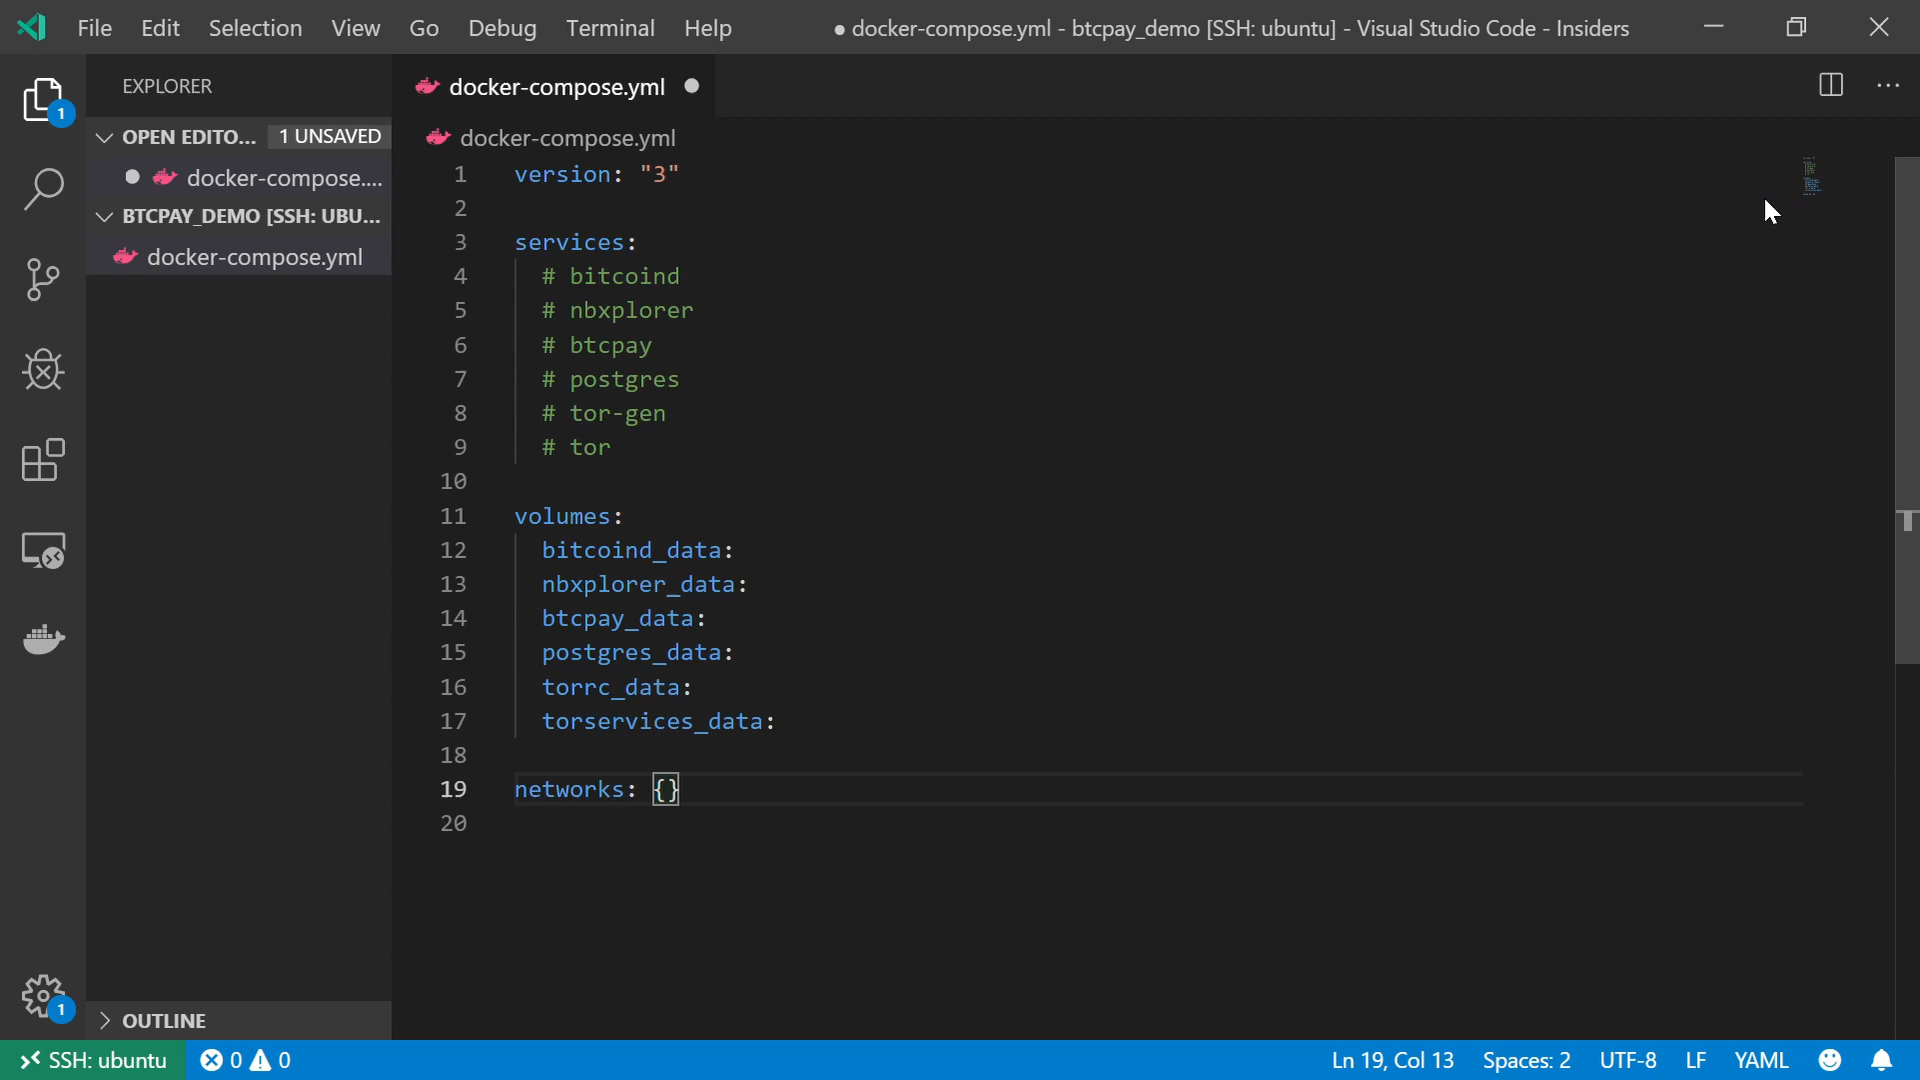 File Edit Selection View Go Debug Terminal Help ● docker-compose.yml - btcpay_demo [SSH: ubuntu] - Visual Studio Code - Insiders
EXPLORER
docker-compose.yml
1
OPEN EDITO... 1 UNSAVED
docker-compose....
BTCPAY_DEMO [SSH: UBU...
docker-compose.yml
OUTLINE
1
docker-compose.yml
1 version: "3"
2
3 services:
4 # bitcoind
5 # nbxplorer
6 # btcpay
7 # postgres
8 # tor-gen
9 # tor
10
11 volumes:
12 bitcoind_data:
13 nbxplorer_data:
14 btcpay_data:
15 postgres_data:
16 torrc_data:
17 torservices_data:
18
19 networks: {}
20
SSH: ubuntu 0 0 Ln 19, Col 13 Spaces: 2 UTF-8 LF YAML